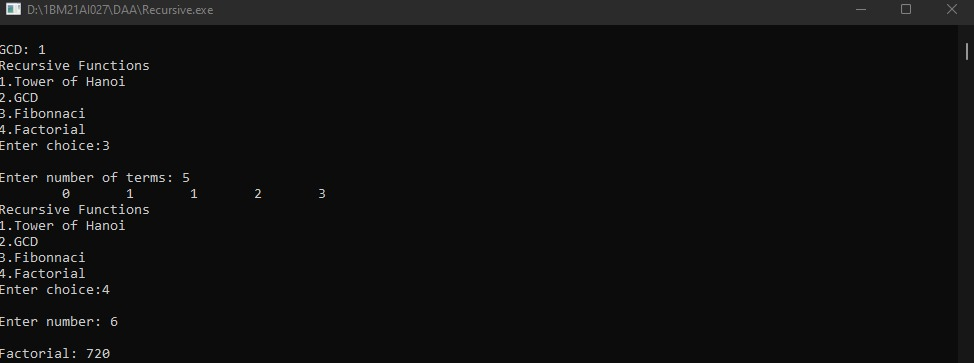 D:\1BM21AI027\DAA\Recursive.exe
GCD: 1
Recursive Functions
1.Tower of Hanoi
2.GCD
3.Fibonnaci
4.Factorial
Enter choice:3
Enter number of terms: 5
0 1 1 2 3
Recursive Functions
1.Tower of Hanoi
2.GCD
3.Fibonnaci
4.Factorial
Enter choice:4
Enter number: 6
Factorial: 720